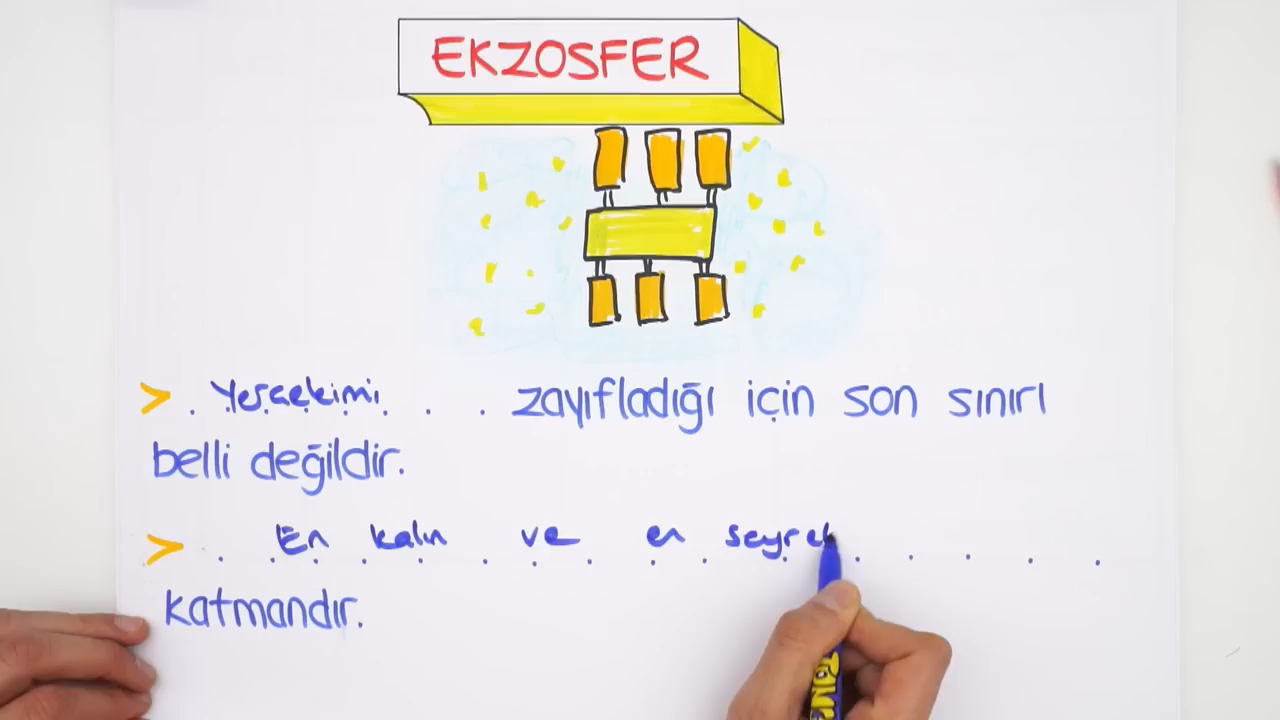 EKZOSFER
> Yerçekimi zayıfladığı için son sınırı
belli değildir.
> En kalın ve en seyrek
katmandır.